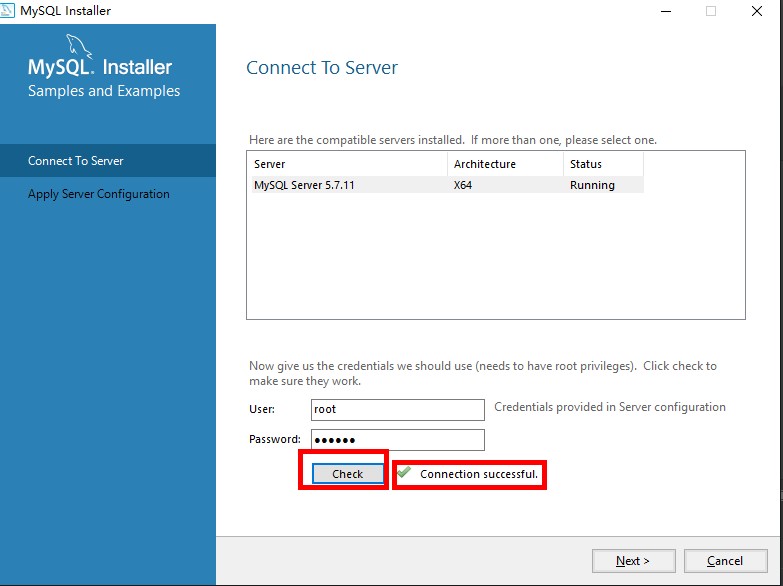 MySQL Installer
MySQL. Installer
Samples and Examples
Connect To Server
Apply Server Configuration
Connect To Server
Here are the compatible servers installed. If more than one, please select one.
Server Architecture Status
MySQL Server 5.7.11 X64 Running
Now give us the credentials we should use (needs to have root privileges). Click check to
make sure they work.
User: root Credentials provided in Server configuration
Password: ●●●●●●
Check Connection successful.
Next > Cancel